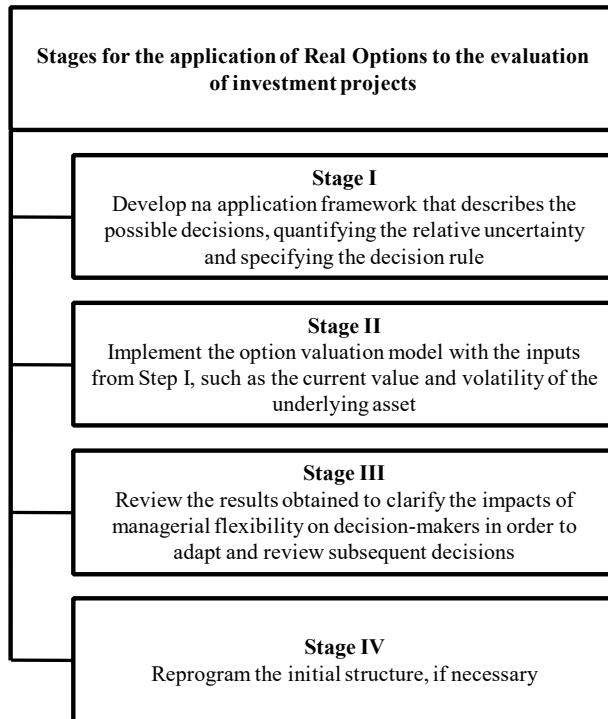 Stages for the application of Real Options to the evaluation
of investment projects
Stage I
Develop na application framework that describes the
possible decisions, quantifying the relative uncertainty
and specifying the decision rule
Stage II
Implement the option valuation model with the inputs
from Step I, such as the current value and volatility of the
underlying asset
Stage III
Review the results obtained to clarify the impacts of
managerial flexibility on decision-makers in order to
adapt and review subsequent decisions
Stage IV
Reprogram the initial structure, if necessary